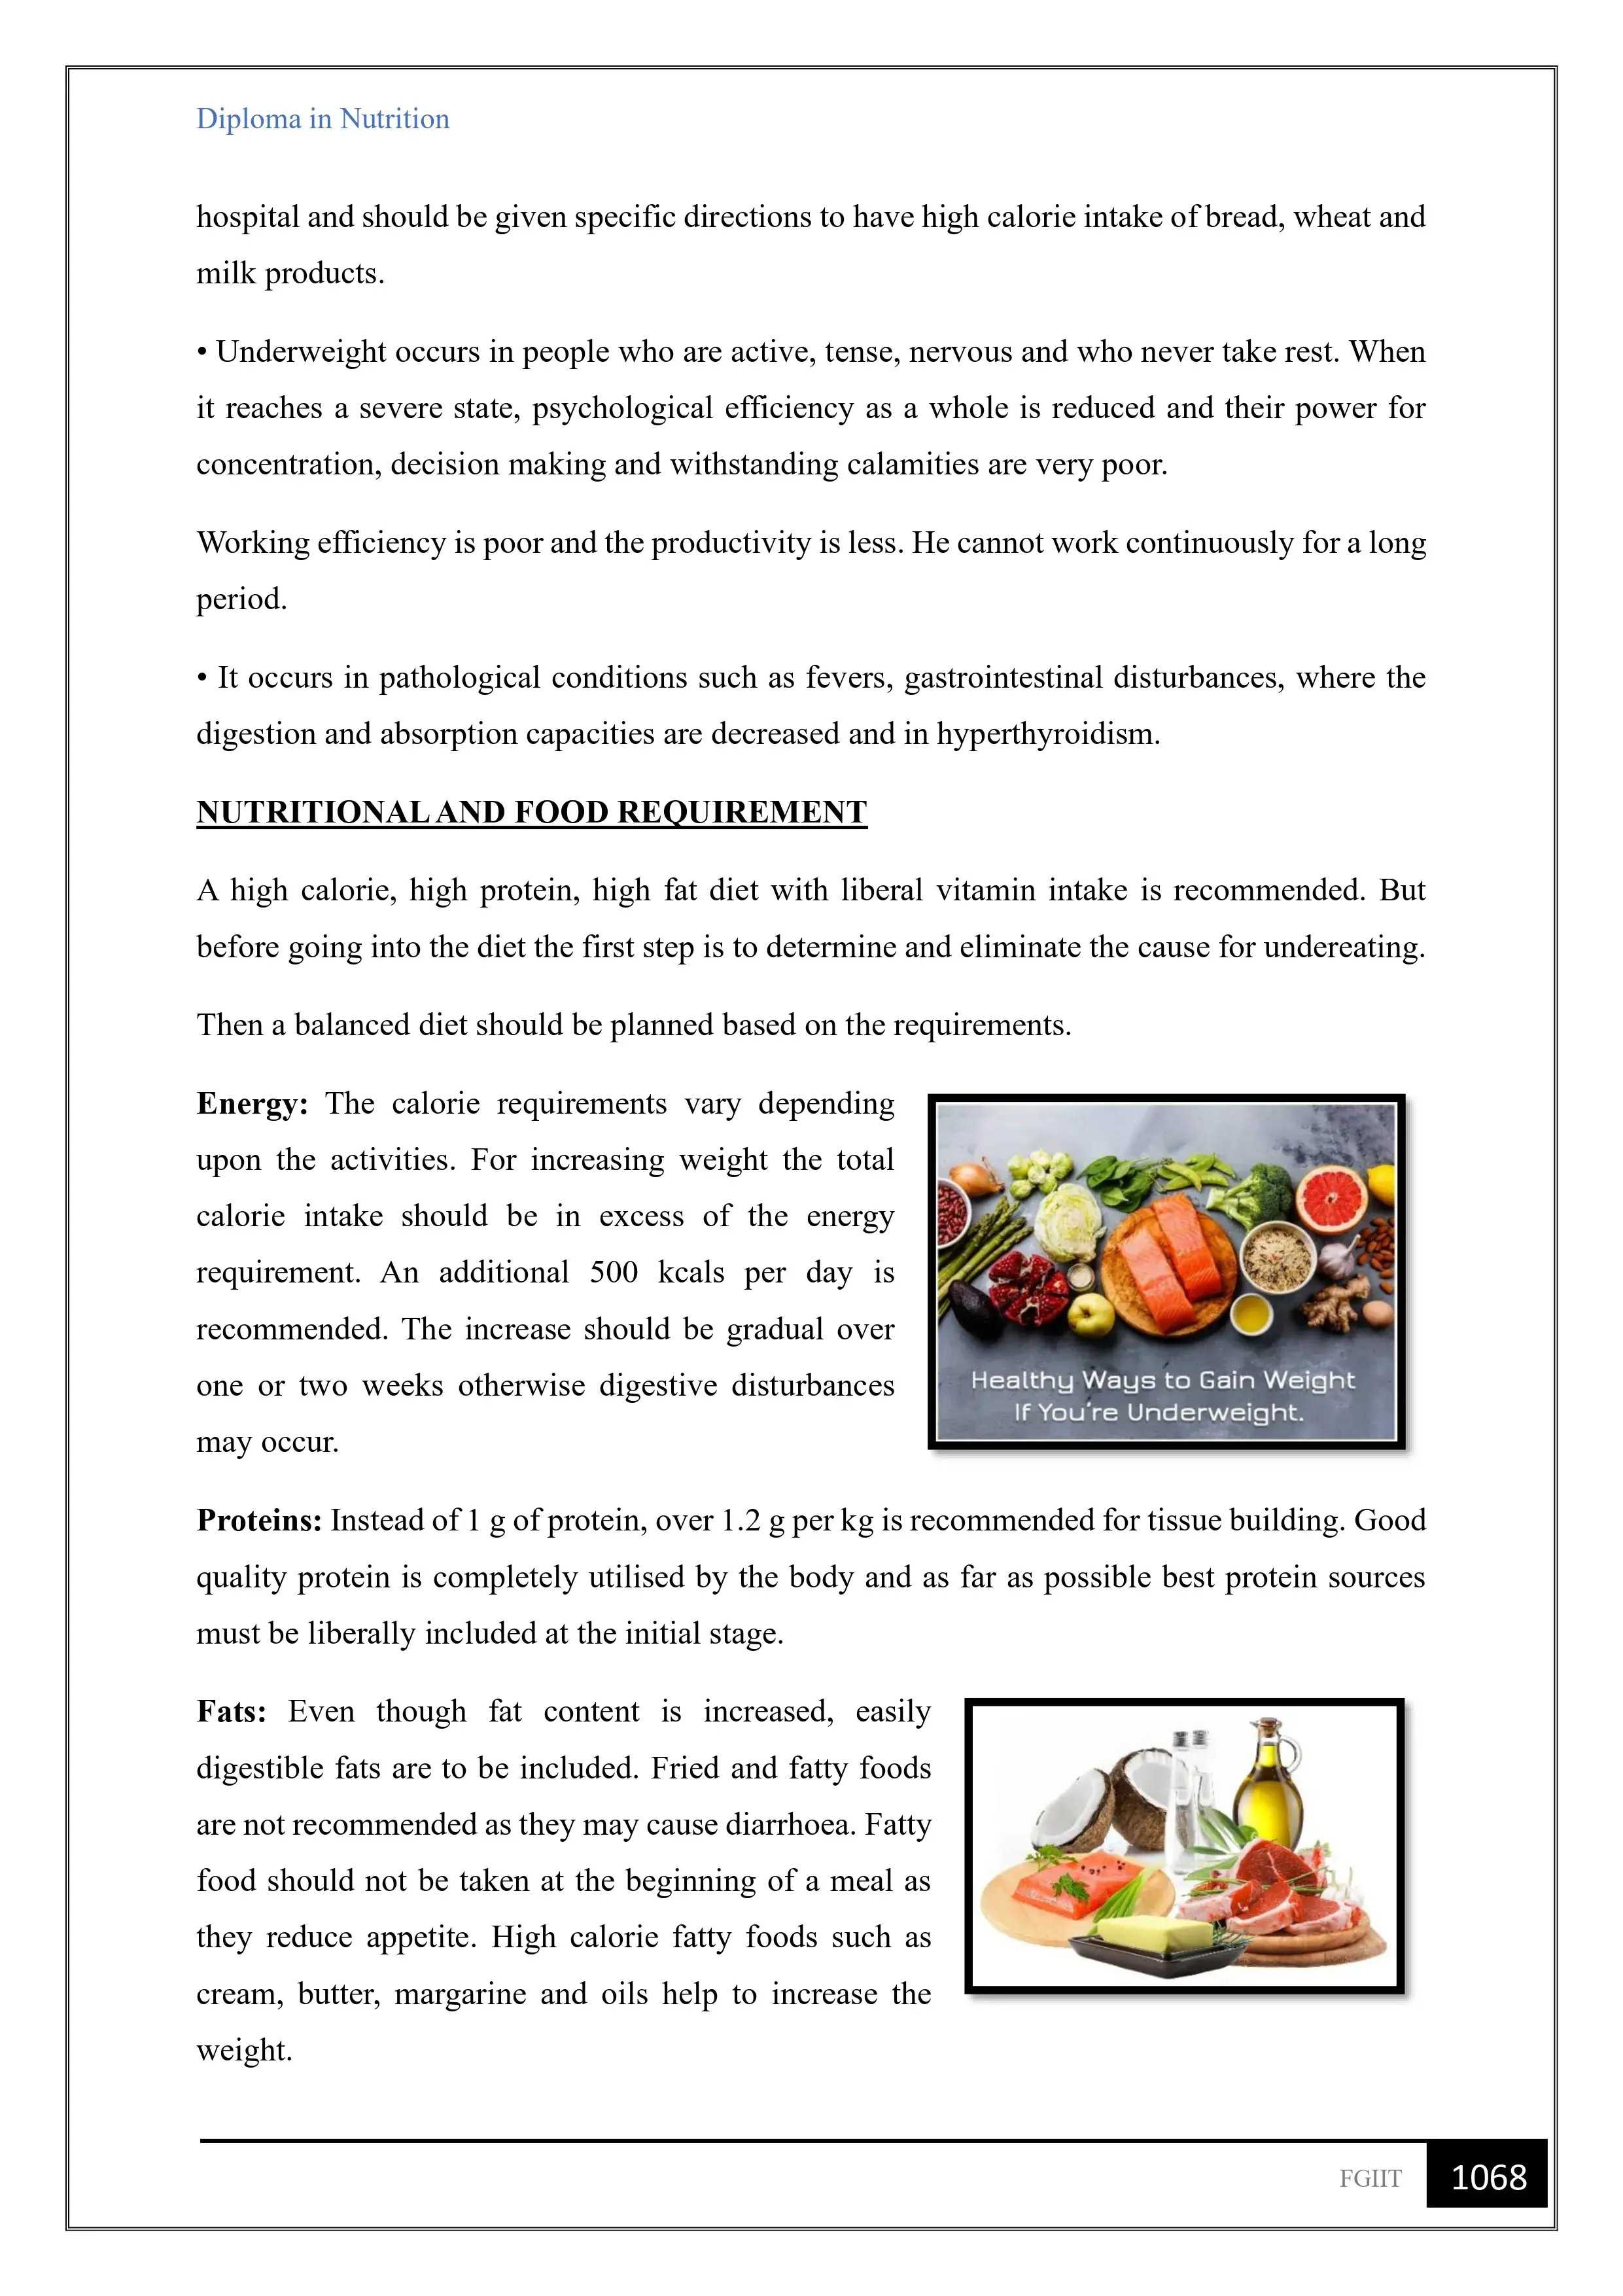 Diploma in Nutrition
hospital and should be given specific directions to have high calorie intake of bread, wheat and
milk products.
• Underweight occurs in people who are active, tense, nervous and who never take rest. When
it reaches a severe state, psychological efficiency as a whole is reduced and their power for
concentration, decision making and withstanding calamities are very poor.
Working efficiency is poor and the productivity is less. He cannot work continuously for a long
period.
• It occurs in pathological conditions such as fevers, gastrointestinal disturbances, where the
digestion and absorption capacities are decreased and in hyperthyroidism.
NUTRITIONAL AND FOOD REQUIREMENT
A high calorie, high protein, high fat diet with liberal vitamin intake is recommended. But
before going into the diet the first step is to determine and eliminate the cause for undereating.
Then a balanced diet should be planned based on the requirements.
Energy: The calorie requirements vary depending
upon the activities. For increasing weight the total
calorie intake should be in excess of the energy
requirement. An additional 500 kcals per day is
recommended. The increase should be gradual over
one or two weeks otherwise digestive disturbances
may occur.
Healthy Ways to Gain Weight
If You're Underweight.
Proteins: Instead of 1 g of protein, over 1.2 g per kg is recommended for tissue building. Good
quality protein is completely utilised by the body and as far as possible best protein sources
must be liberally included at the initial stage.
Fats: Even though fat content is increased, easily
digestible fats are to be included. Fried and fatty foods
are not recommended as they may cause diarrhoea. Fatty
food should not be taken at the beginning of a meal as
they reduce appetite. High calorie fatty foods such as
cream, butter, margarine and oils help to increase the
weight.
FGIIT 1068